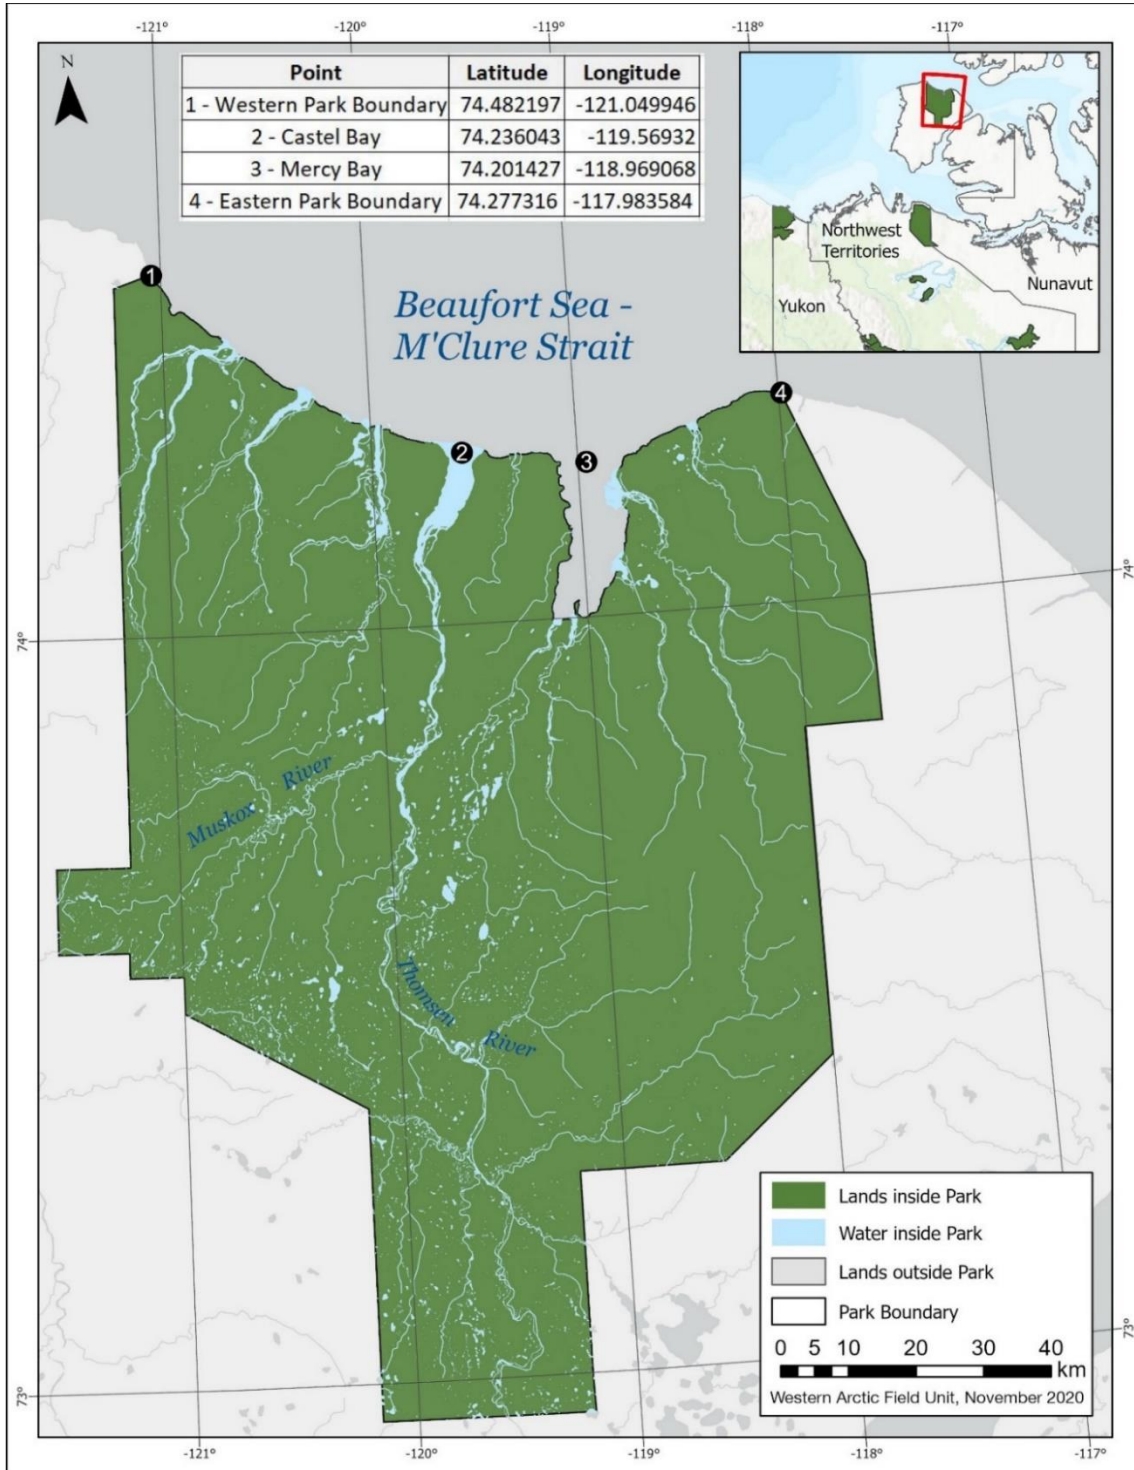 -121°
-120°
-119°
-118°
-117°
N
Point Latitude Longitude
1 - Western Park Boundary 74.482197 -121.049946
2 - Castel Bay 74.236043 -119.56932
3 - Mercy Bay 74.201427 -118.969068
4 - Eastern Park Boundary 74.277316 -117.983584
Northwest
Territories
Nunavut
Yukon
1
Beaufort Sea -
M'Clure Strait
4
2
3
74°
74°
Muskox River
Thomsen River
Lands inside Park
Water inside Park
Lands outside Park
Park Boundary
0 5 10 20 30 40
km
Western Arctic Field Unit, November 2020
73°
73°
-121°
-120°
-119°
-118°
-117°